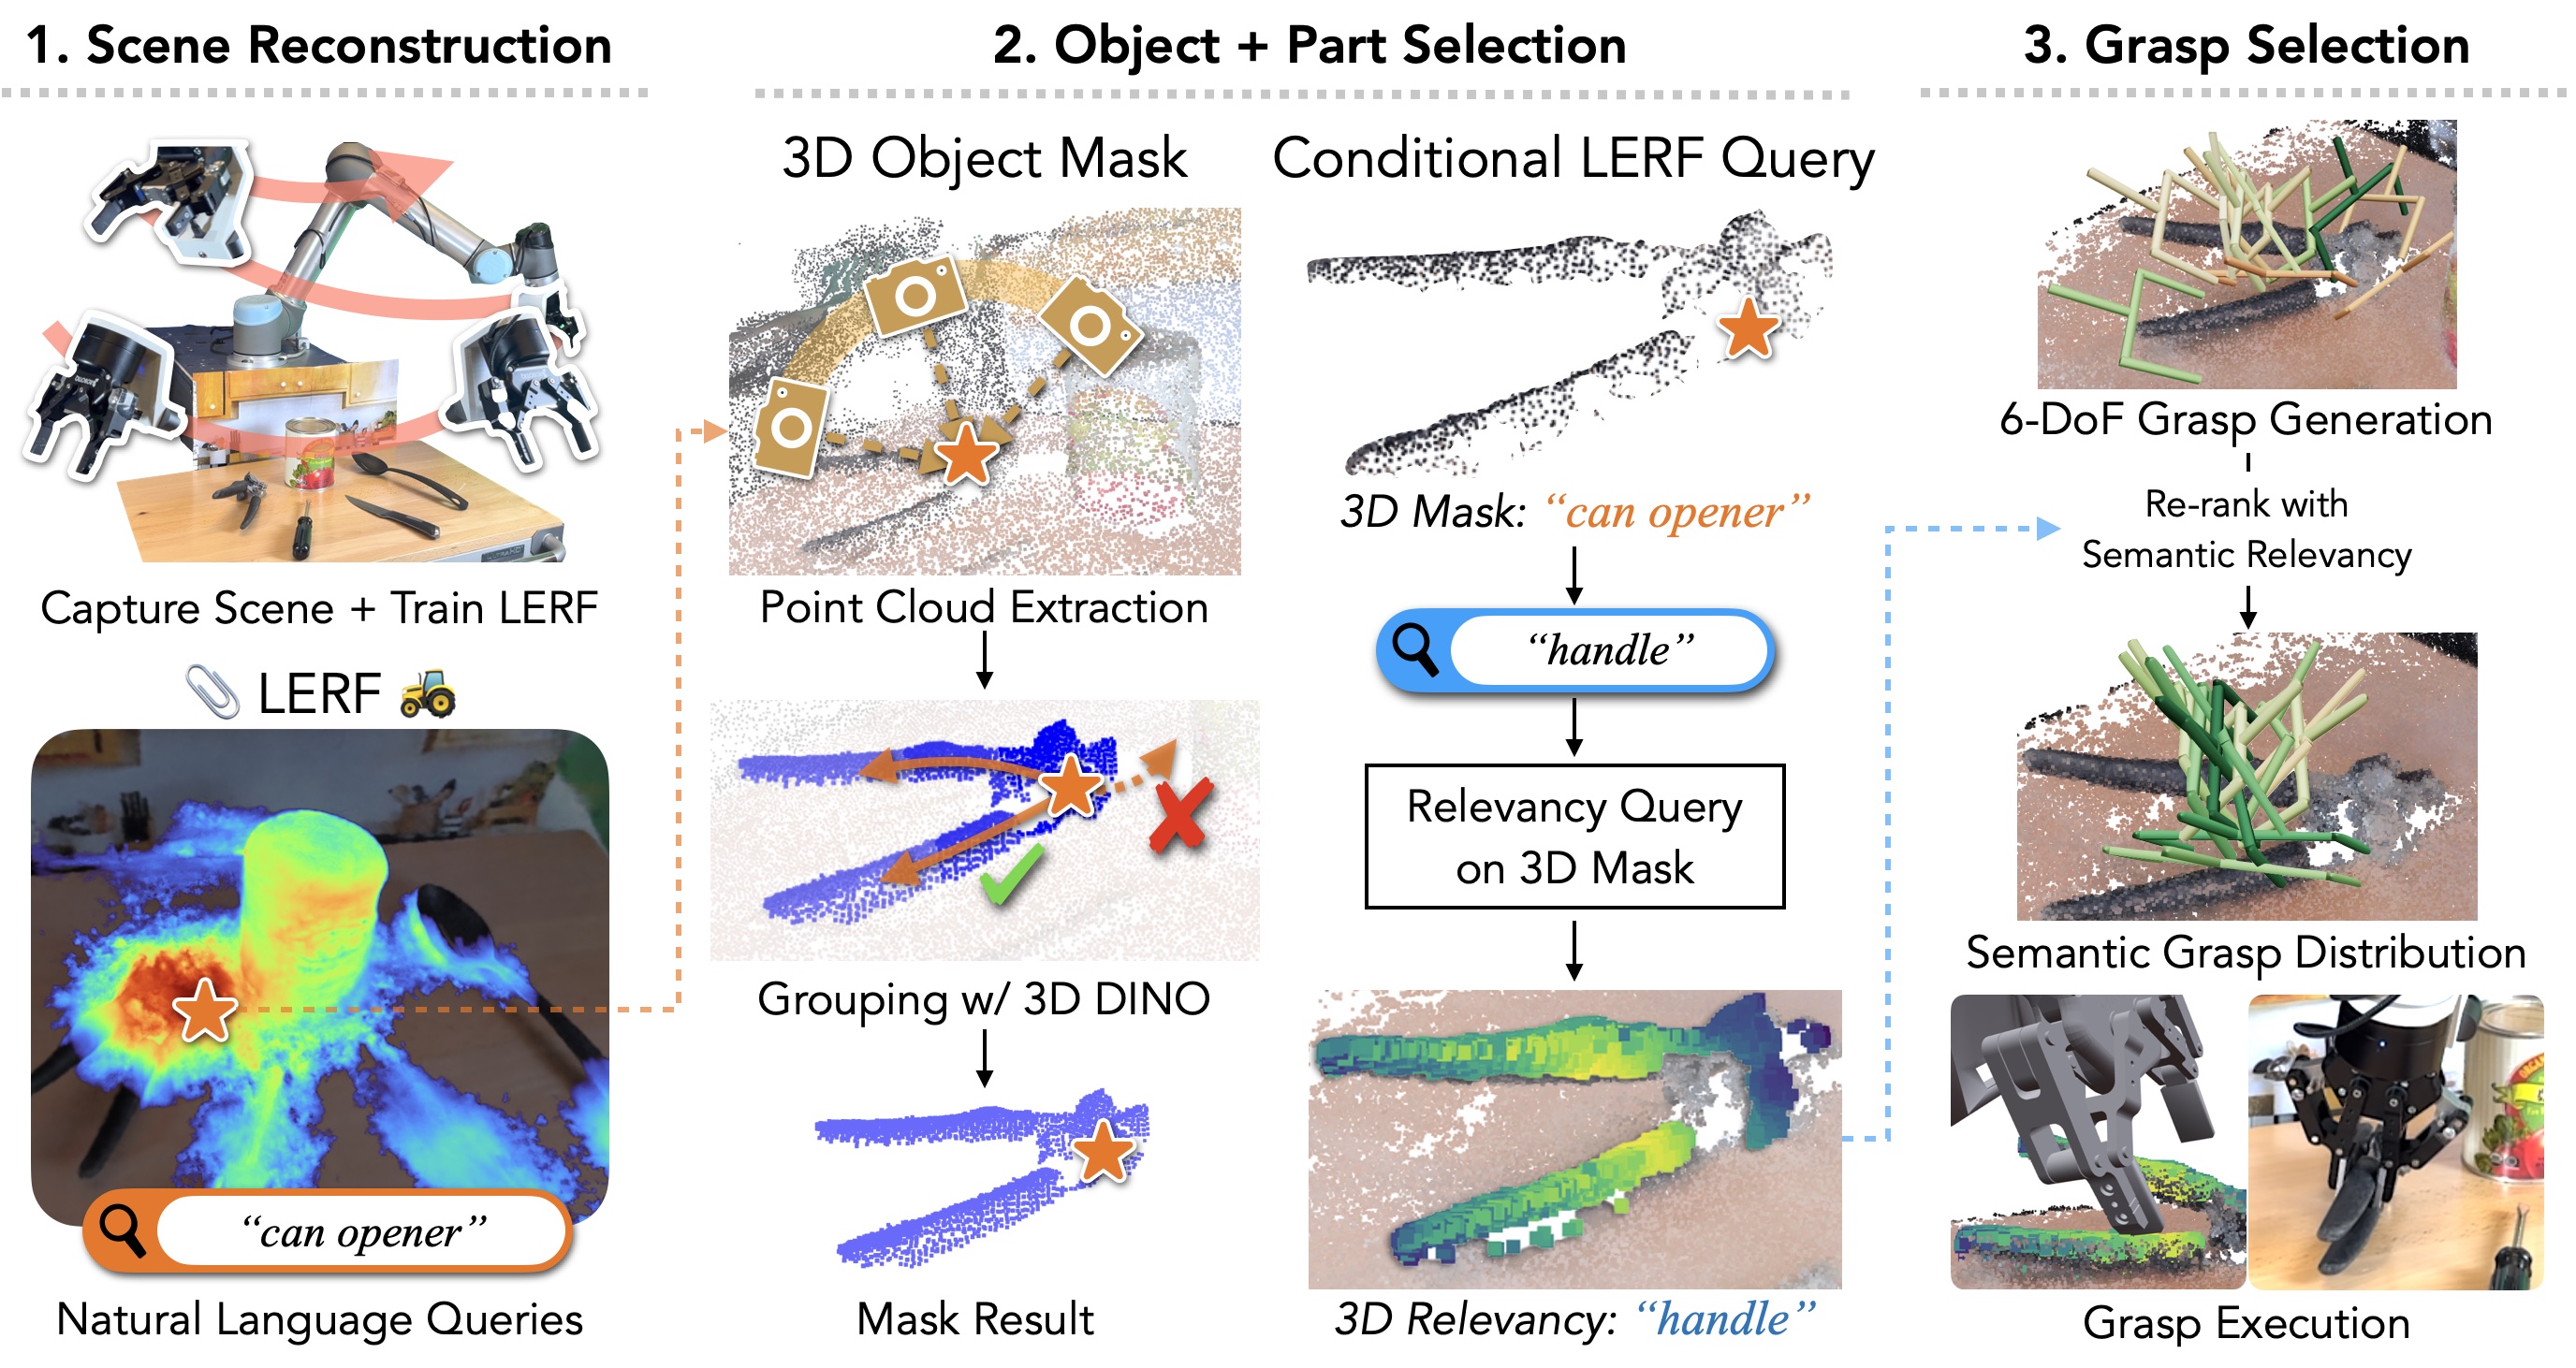 1. Scene Reconstruction
Capture Scene + Train LERF
LERF
“can opener”
Natural Language Queries
2. Object + Part Selection
3D Object Mask
Point Cloud Extraction
Grouping w/ 3D DINO
Mask Result
Conditional LERF Query
3D Mask: “can opener”
“handle”
Relevancy Query
on 3D Mask
3D Relevancy: “handle”
3. Grasp Selection
6-DoF Grasp Generation
Re-rank with
Semantic Relevancy
Semantic Grasp Distribution
Grasp Execution